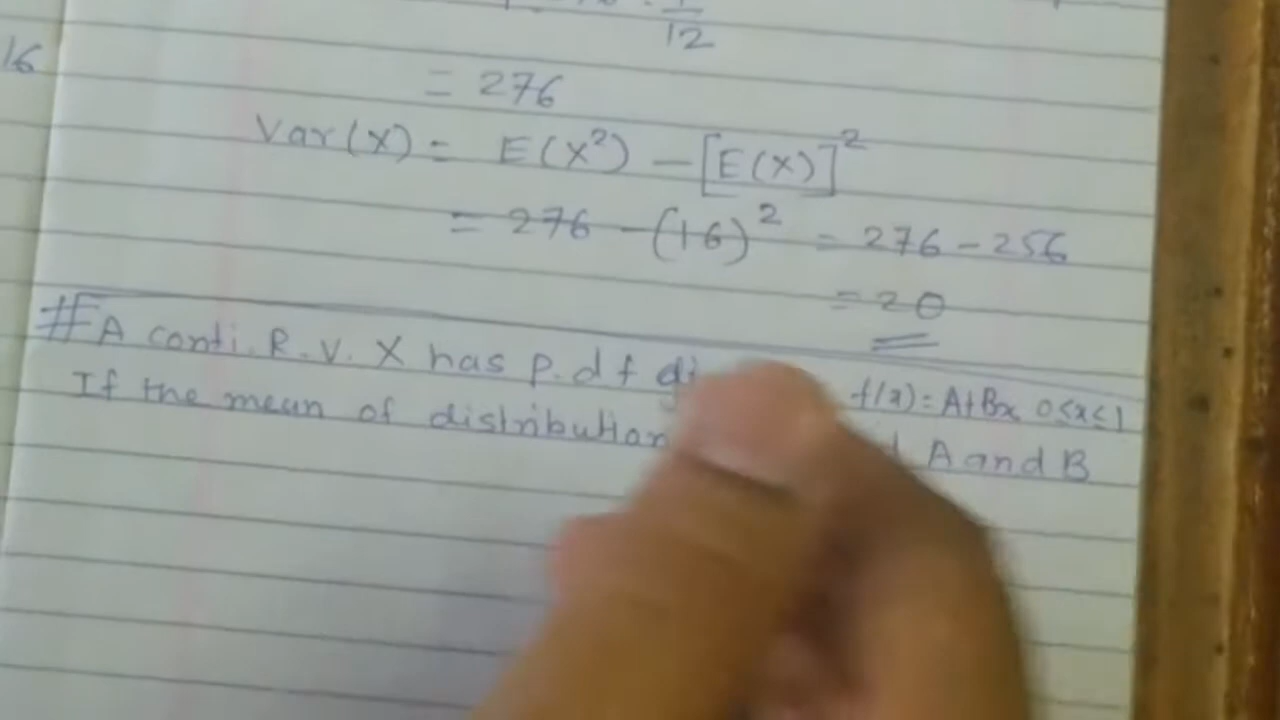 12
16
= 276
Var(X) = E(X²) - [E(X)]²
= 276 - (16)² = 276 - 256
= 20
# A conti. R.V. X has p.d f f(x) = A+Bx 0≤x≤1
If the mean of distribution A and B